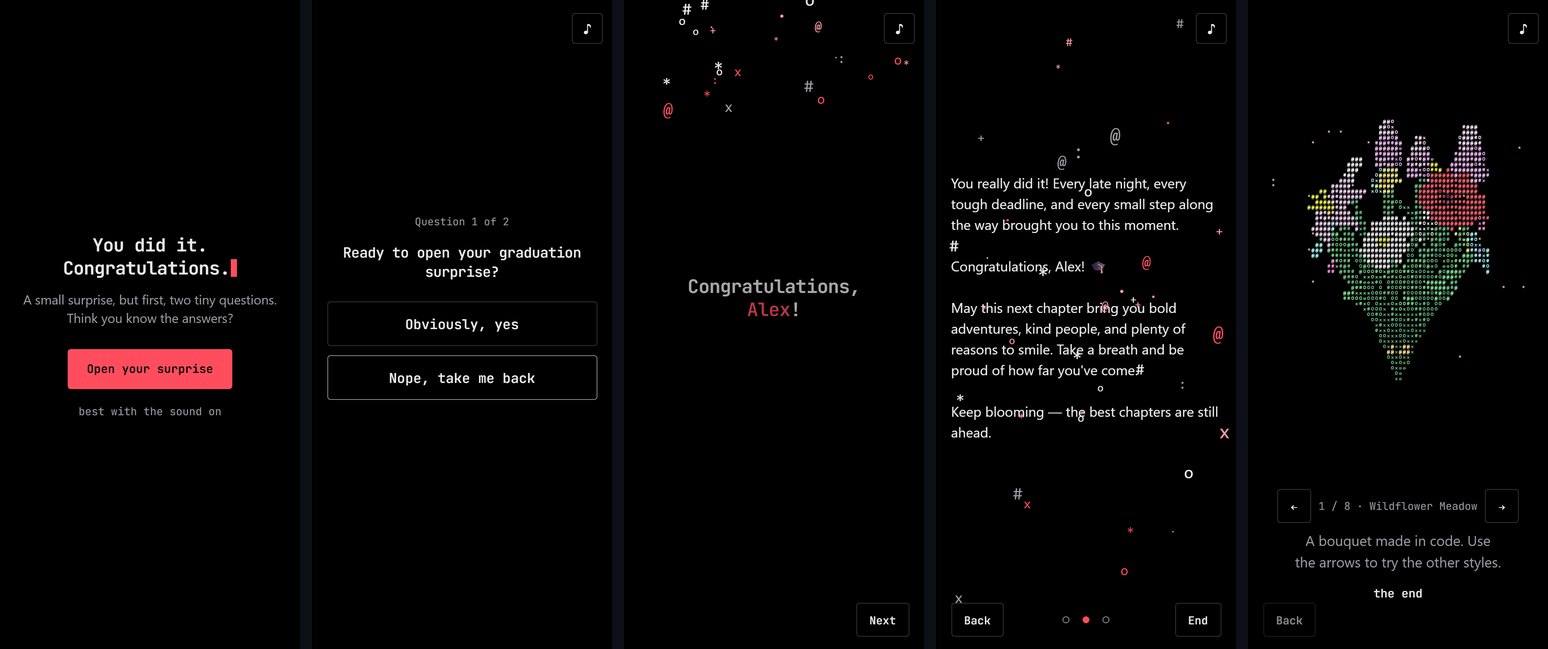 You did it.
Congratulations.
A small surprise, but first, two tiny questions.
Think you know the answers?
Open your surprise
best with the sound on
♪
Question 1 of 2
Ready to open your graduation
surprise?
Obviously, yes
Nope, take me back
♪
Congratulations,
Alex!
Next
♪
You really did it! Every late night, every
tough deadline, and every small step along
the way brought you to this moment.
Congratulations, Alex! 🎓
May this next chapter bring you bold
adventures, kind people, and plenty of
reasons to smile. Take a breath and be
proud of how far you've come
Keep blooming — the best chapters are still
ahead.
Back
End
♪
← 1 / 8 · Wildflower Meadow →
A bouquet made in code. Use
the arrows to try the other styles.
the end
Back